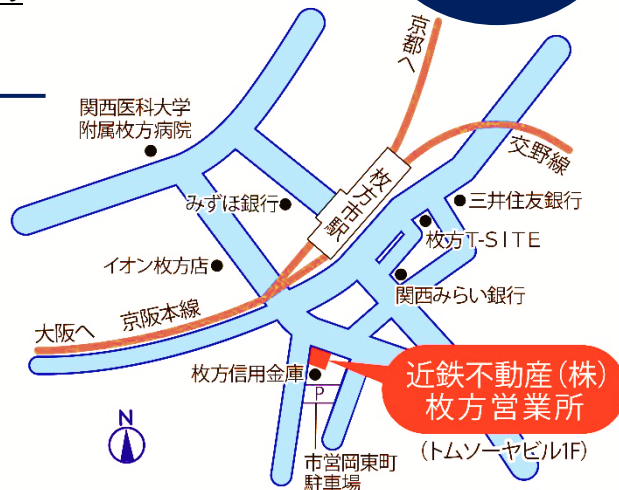 京都へ
関西医科大学
附属枚方病院
交野線
みずほ銀行
枚方市駅
三井住友銀行
枚方T-SITE
イオン枚方店
関西みらい銀行
京阪本線
大阪へ
枚方信用金庫
P
近鉄不動産(株)
枚方営業所
(トムソーヤビル1F)
N
市営岡東町
駐車場